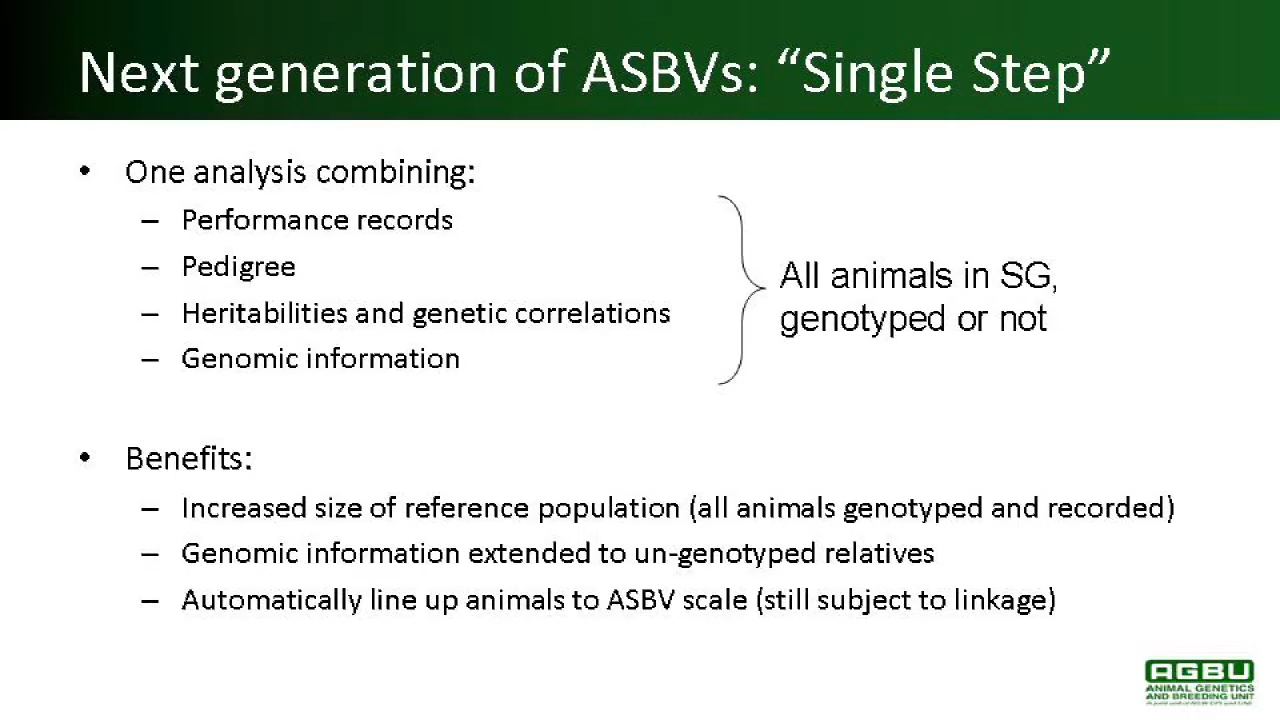 Next generation of ASBVs: “Single Step”
• One analysis combining:
– Performance records
– Pedigree
– Heritabilities and genetic correlations
– Genomic information
All animals in SG,
genotyped or not
• Benefits:
– Increased size of reference population (all animals genotyped and recorded)
– Genomic information extended to un-genotyped relatives
– Automatically line up animals to ASBV scale (still subject to linkage)
AGBU
ANIMAL GENETICS
AND BREEDING UNIT